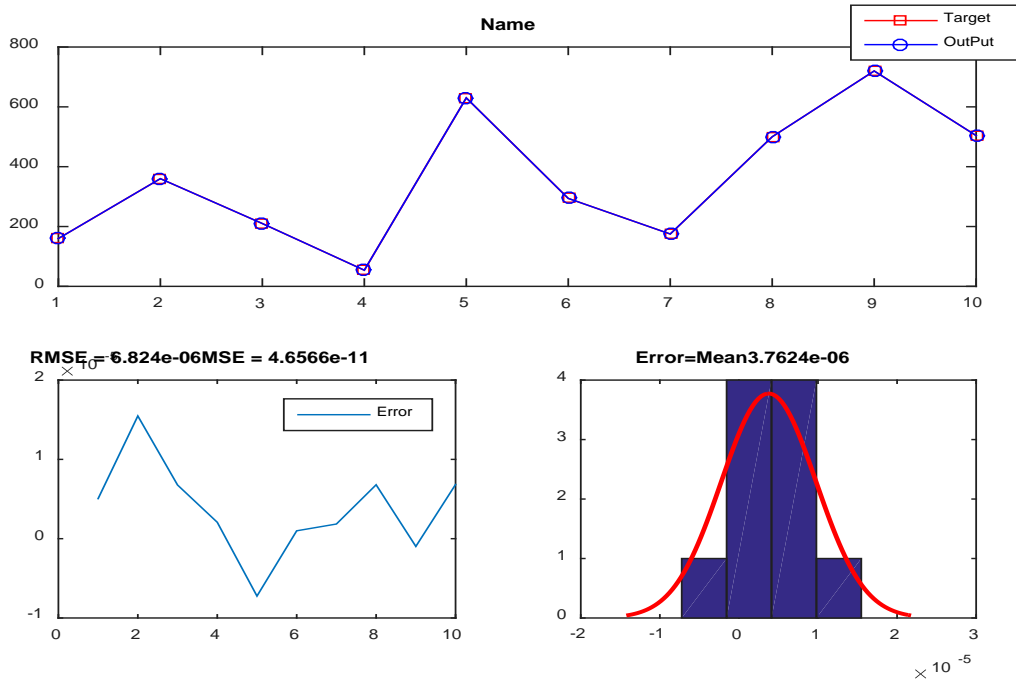 Name
Target
OutPut
800
600
400
200
0
1 2 3 4 5 6 7 8 9 10
RMSE = 6.824e-06MSE = 4.6566e-11
× 10 -5
2
1
0
-1
0 2 4 6 8 10
Error
Error=Mean3.7624e-06
4
3
2
1
0
-2 -1 0 1 2 3
× 10 -5